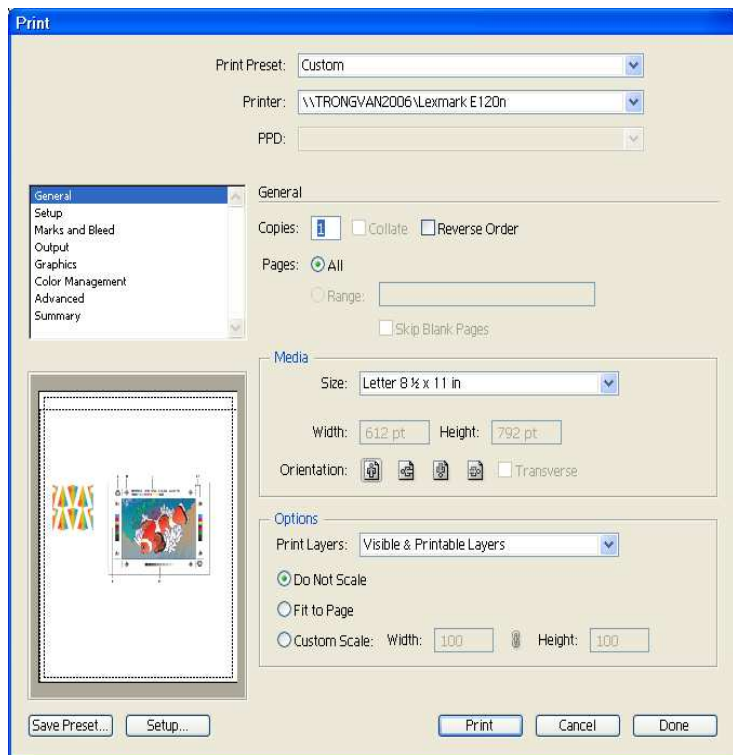 Print
Print Preset: Custom
Printer: \\TRONGVAN2006\Lexmark E120n
PPD:
General
Setup
Marks and Bleed
Output
Graphics
Color Management
Advanced
Summary
General
Copies: 1 Collate Reverse Order
Pages: All
Range:
Skip Blank Pages
Media
Size: Letter 8 ½ x 11 in
Width: 612 pt Height: 792 pt
Orientation: Transverse
Options
Print Layers: Visible & Printable Layers
Do Not Scale
Fit to Page
Custom Scale: Width: 100 Height: 100
Save Preset... Setup... Print Cancel Done